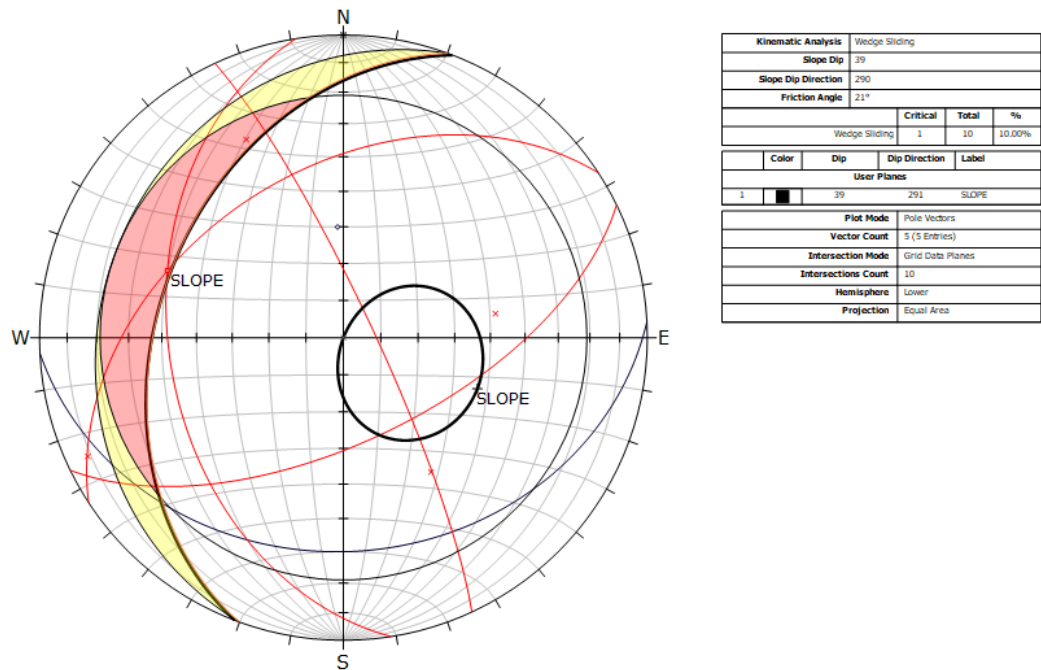 N
W
E
S
SLOPE
SLOPE
Kinematic Analysis Wedge Sliding
Slope Dip 39
Slope Dip Direction 290
Friction Angle 21°
Critical Total %
Wedge Sliding 1 10 10.00%
Color Dip Dip Direction Label
User Planes
1 39 291 SLOPE
Plot Mode Pole Vectors
Vector Count 5 (5 Entries)
Intersection Mode Grid Data Planes
Intersections Count 10
Hemisphere Lower
Projection Equal Area